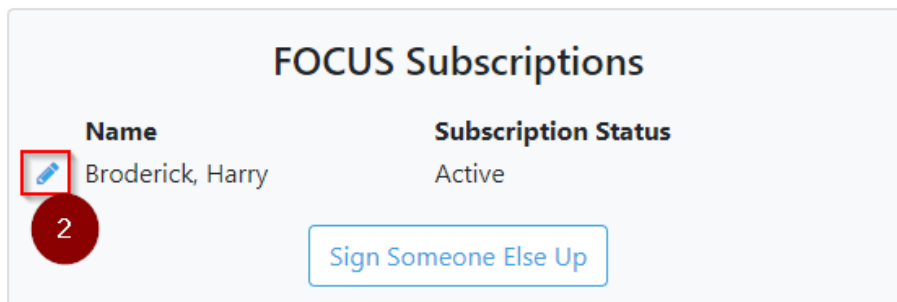 FOCUS Subscriptions
Name Subscription Status
Broderick, Harry Active
2
Sign Someone Else Up